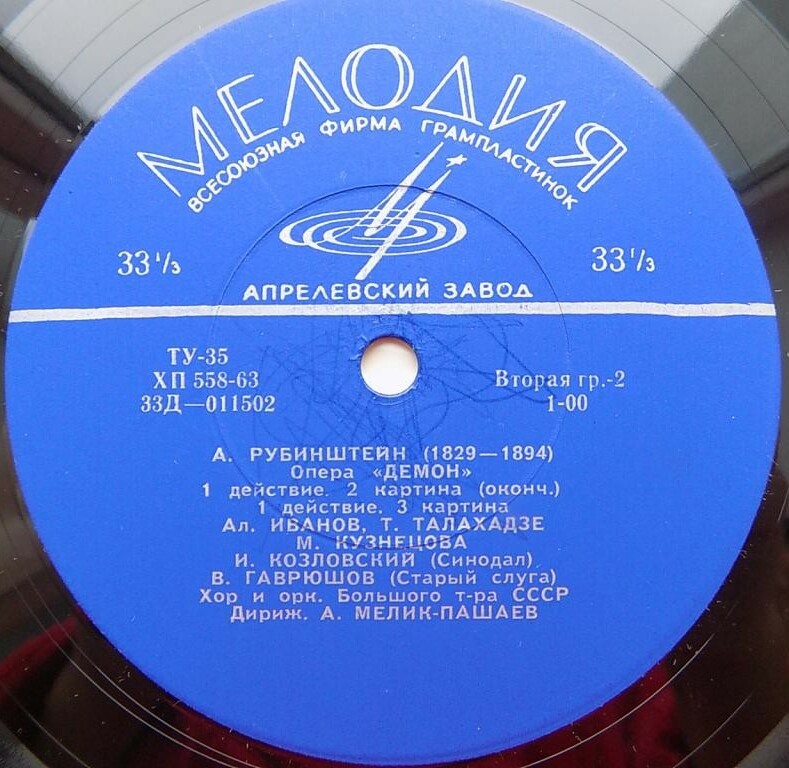 МЕЛОДИЯ
ВСЕСОЮЗНАЯ ФИРМА ГРАМПЛАСТИНОК
33 1/3
33 1/3
АПРЕЛЕВСКИЙ ЗАВОД
ТУ-35
ХП 558-63
33Д—011502
Вторая гр.-2
1-00
А. РУБИНШТЕЙН (1829—1894)
Опера «ДЕМОН»
1 действие. 2 картина (оконч.)
1 действие. 3 картина
Ал. ИВАНОВ, Т. ТАЛАХАДЗЕ
М. КУЗНЕЦОВА
И. КОЗЛОВСКИЙ (Синодал)
В. ГАВРЮШОВ (Старый слуга)
Хор и орк. Большого т-ра СССР
Дириж. А. МЕЛИК-ПАШАЕВ